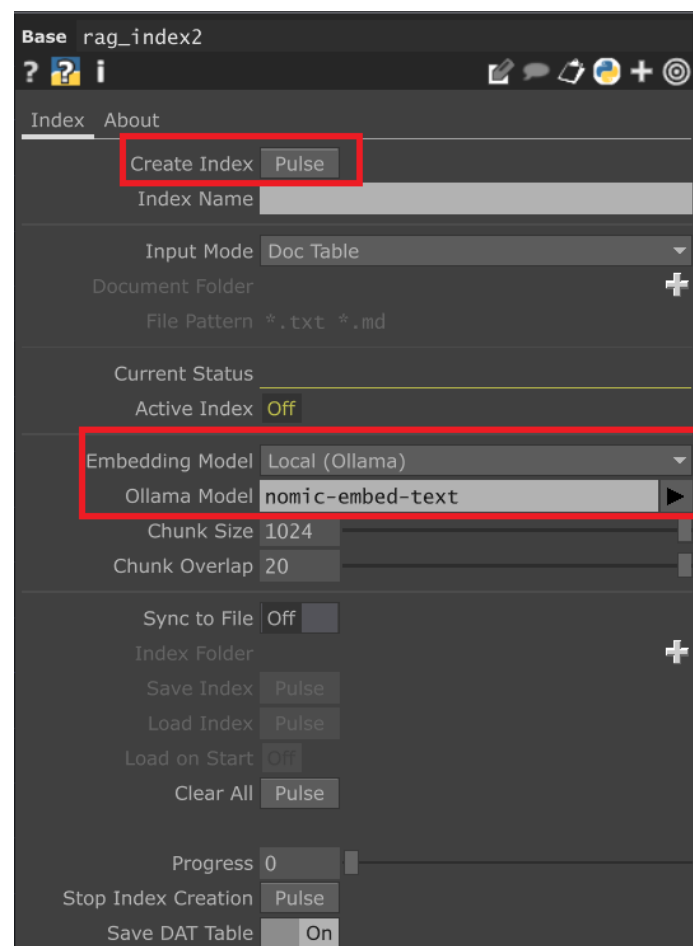 Base rag_index2
? ? i
Index About
Create Index Pulse
Index Name
Input Mode Doc Table
Document Folder
File Pattern *.txt *.md
Current Status
Active Index Off
Embedding Model Local (Ollama)
Ollama Model nomic-embed-text
Chunk Size 1024
Chunk Overlap 20
Sync to File Off
Index Folder
Save Index Pulse
Load Index Pulse
Load on Start Off
Clear All Pulse
Progress 0
Stop Index Creation Pulse
Save DAT Table On